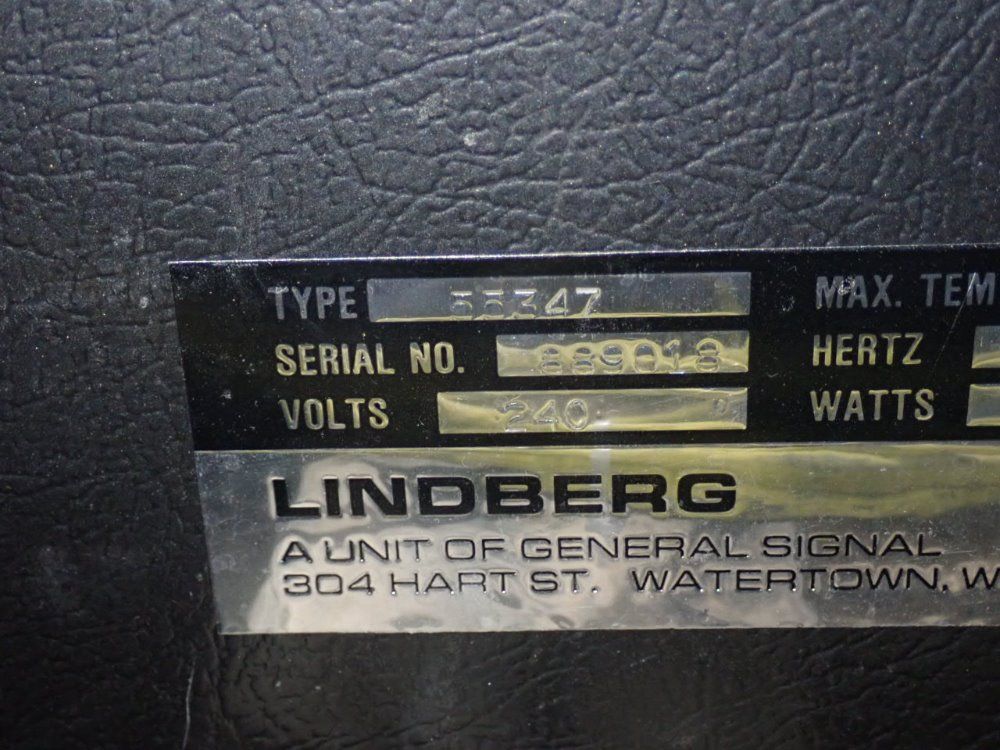 TYPE 55347 MAX. TEM
SERIAL NO. 889018 HERTZ
VOLTS 240 WATTS
LINDBERG
A UNIT OF GENERAL SIGNAL
304 HART ST. WATERTOWN, W